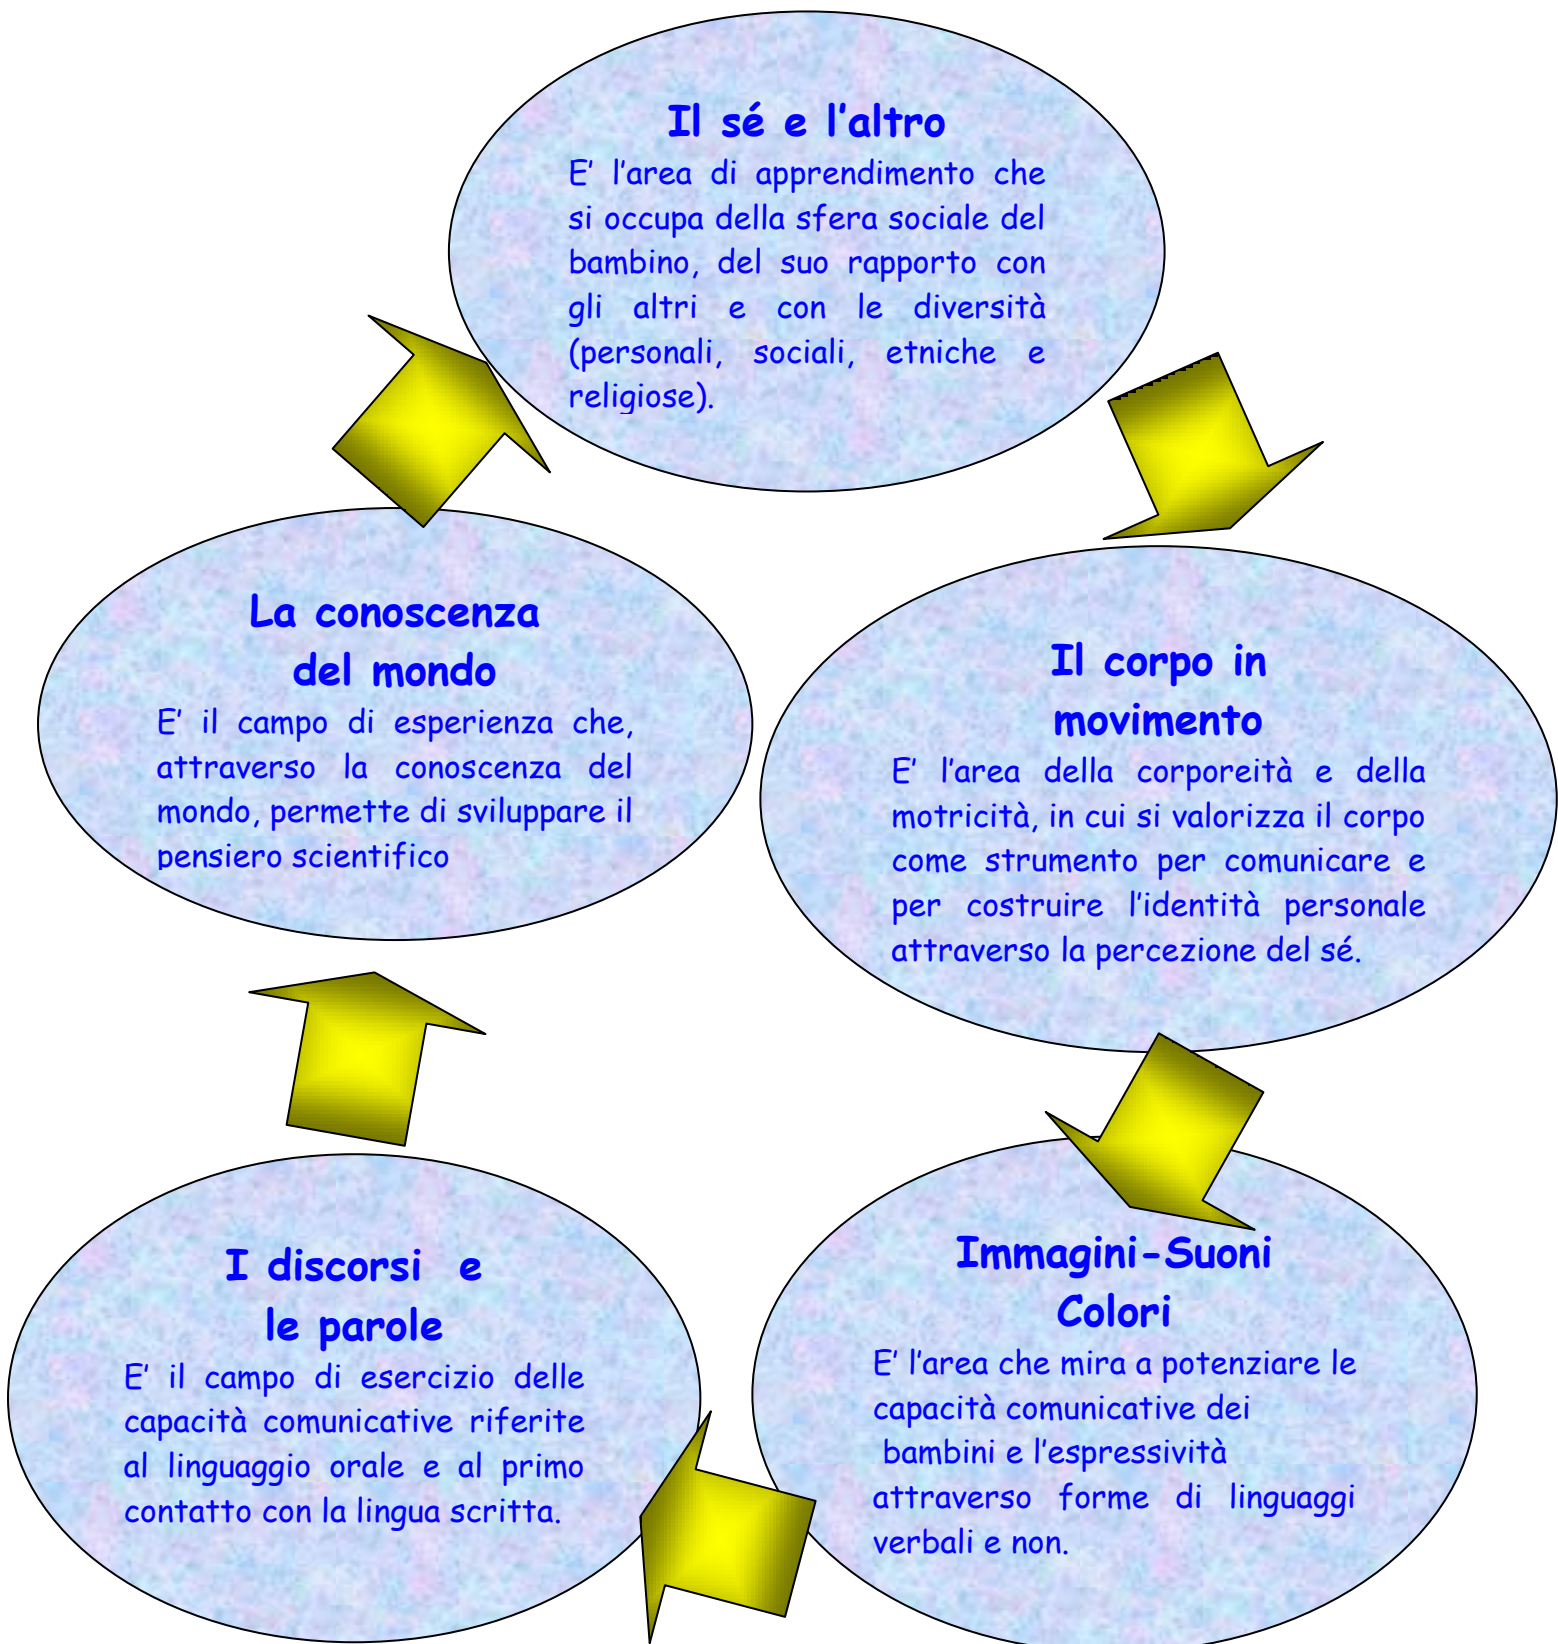 Il sé e l'altro
E' l'area di apprendimento che
si occupa della sfera sociale del
bambino, del suo rapporto con
gli altri e con le diversità
(personali, sociali, etniche e
religiose).
Il corpo in
movimento
E' l'area della corporeità e della
motricità, in cui si valorizza il corpo
come strumento per comunicare e
per costruire l'identità personale
attraverso la percezione del sé.
Immagini-Suoni
Colori
E' l'area che mira a potenziare le
capacità comunicative dei
bambini e l'espressività
attraverso forme di linguaggi
verbali e non.
I discorsi e
le parole
E' il campo di esercizio delle
capacità comunicative riferite
al linguaggio orale e al primo
contatto con la lingua scritta.
La conoscenza
del mondo
E' il campo di esperienza che,
attraverso la conoscenza del
mondo, permette di sviluppare il
pensiero scientifico